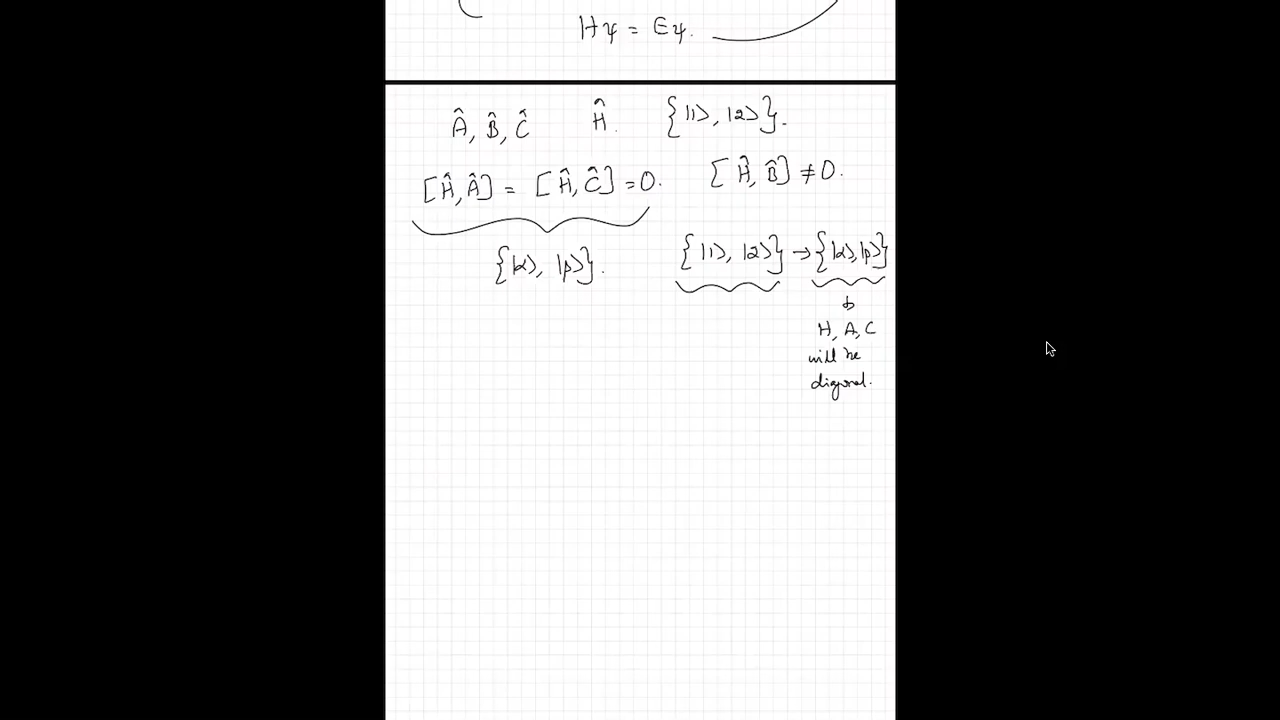 Hψ = Eψ.
Â, B̂, Ĉ Ĥ. {|1>, |2>}.
[Ĥ,Â] = [Ĥ,Ĉ] = 0. [Ĥ,B̂] ≠ 0.
{|α>, |β>}. {|1>, |2>} → {|α>,|β>}
H, A, C
will be
diagonal.